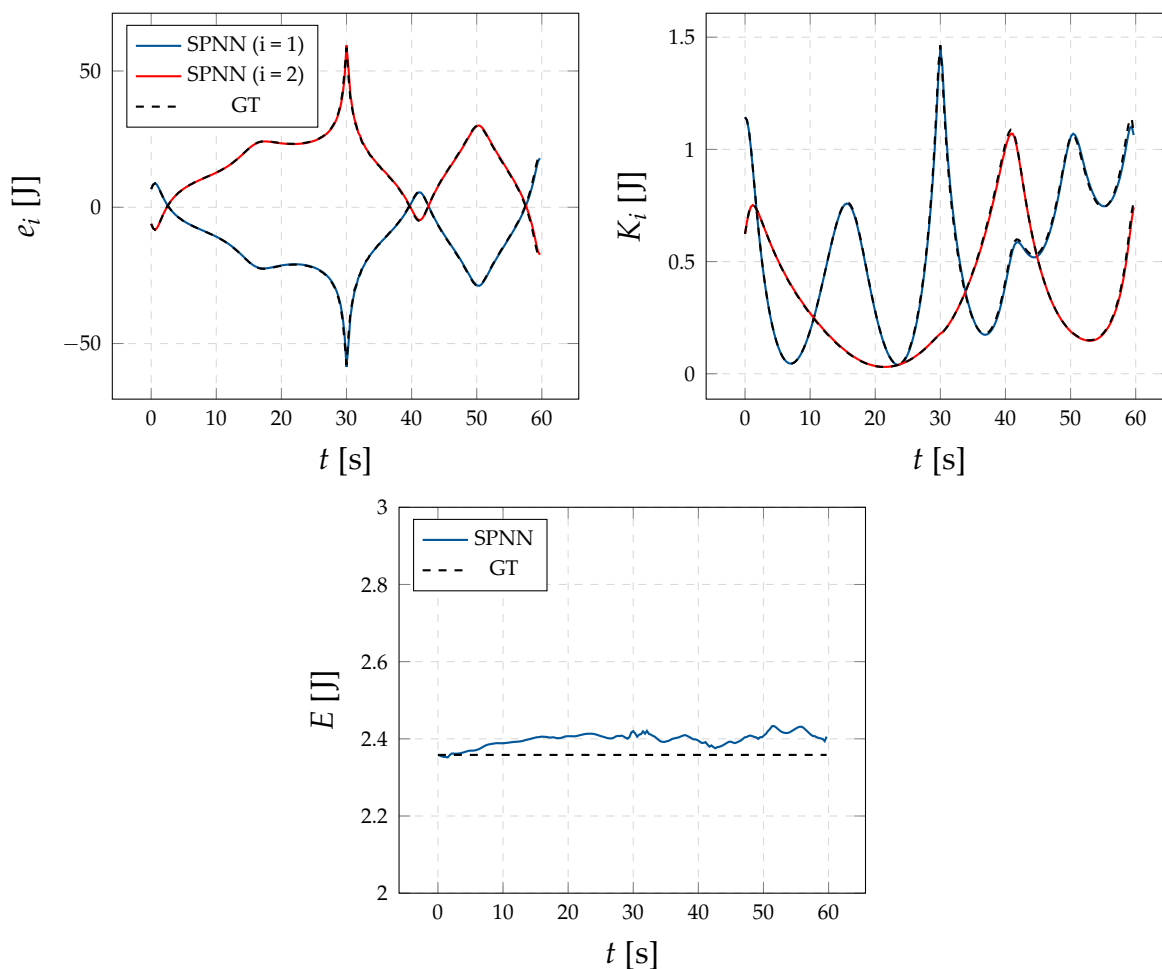 SPNN (i = 1)
SPNN (i = 2)
GT
50
0
−50
e_i [J]
0 10 20 30 40 50 60
t [s]
1.5
1
0.5
0
K_i [J]
0 10 20 30 40 50 60
t [s]
SPNN
GT
3
2.8
2.6
2.4
2.2
2
E [J]
0 10 20 30 40 50 60
t [s]